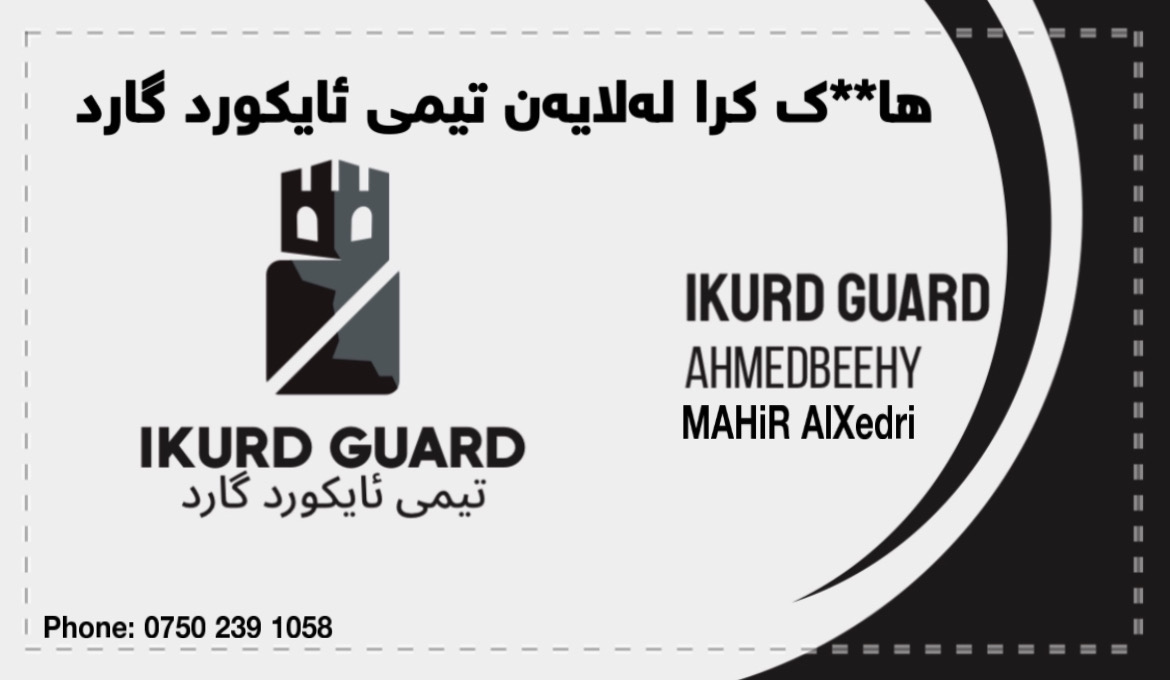 ها**ک کرا لەلایەن تیمی ئایکورد گارد
IKURD GUARD
AHMEDBEEHY
MAHiR AlXedri
IKURD GUARD
تیمی ئایکورد گارد
Phone: 0750 239 1058